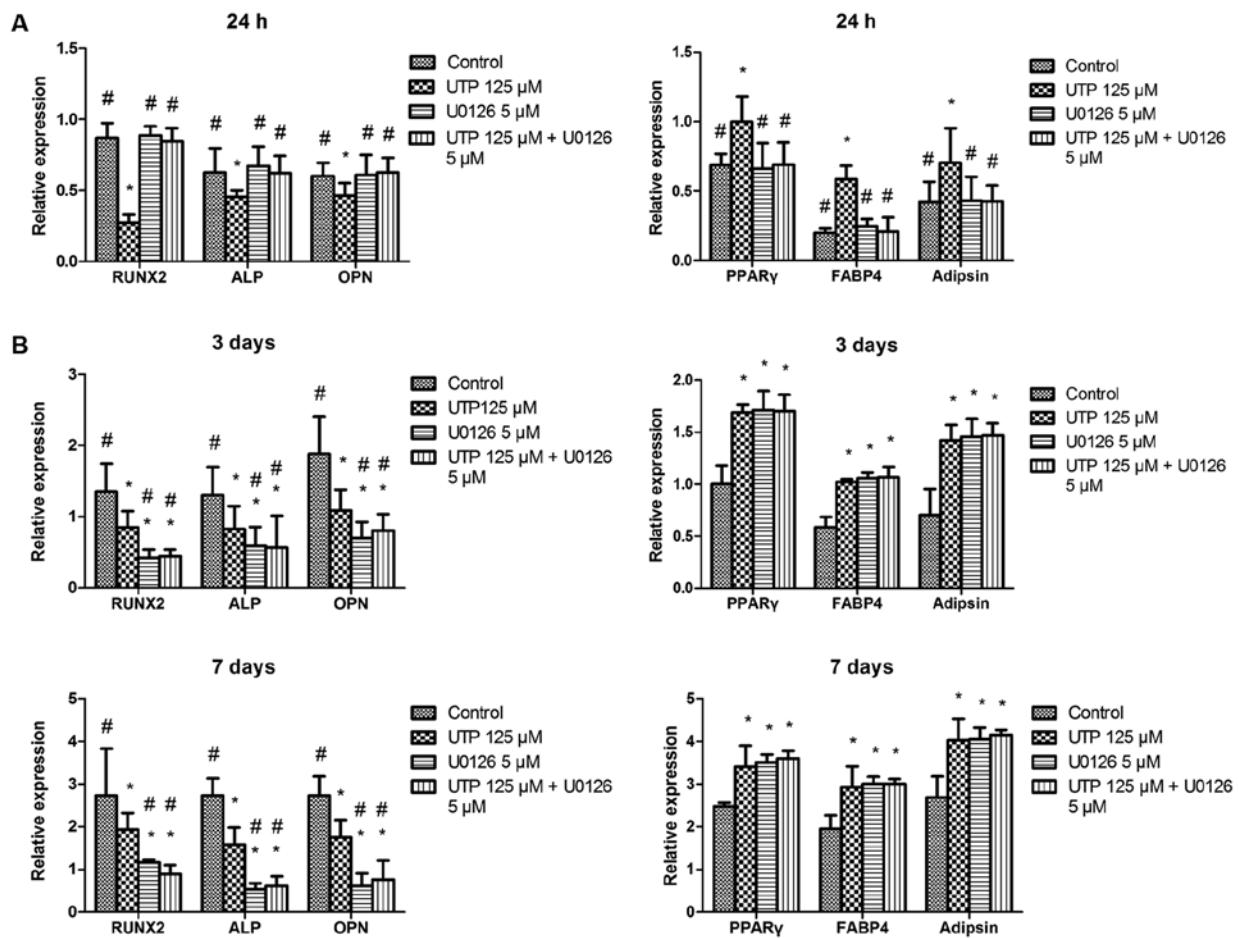 A
24 h
Relative expression
1.5
1.0
0.5
0.0
# * # #
# * # #
# * # #
RUNX2 ALP OPN
Control
UTP 125 µM
U0126 5 µM
UTP 125 µM + U0126
5 µM
24 h
Relative expression
1.5
1.0
0.5
0.0
# * # #
# * # #
# * # #
PPARγ FABP4 Adipsin
Control
UTP 125 µM
U0126 5 µM
UTP 125 µM + U0126
5 µM
B
3 days
Relative expression
3
2
1
0
# * # * # *
# * # * # *
# * # * # *
RUNX2 ALP OPN
Control
UTP125 µM
U0126 5 µM
UTP 125 µM + U0126
5 µM
3 days
Relative expression
2.0
1.5
1.0
0.5
0.0
* * *
* * *
* * *
PPARγ FABP4 Adipsin
Control
UTP 125 µM
U0126 5 µM
UTP 125 µM + U0126
5 µM
7 days
Relative expression
5
4
3
2
1
0
# * # * # *
# * # * # *
# * # * # *
RUNX2 ALP OPN
Control
UTP 125 µM
U0126 5 µM
UTP 125 µM + U0126
5 µM
7 days
Relative expression
5
4
3
2
1
0
* * *
* * *
* * *
PPARγ FABP4 Adipsin
Control
UTP 125 µM
U0126 5 µM
UTP 125 µM + U0126
5 µM